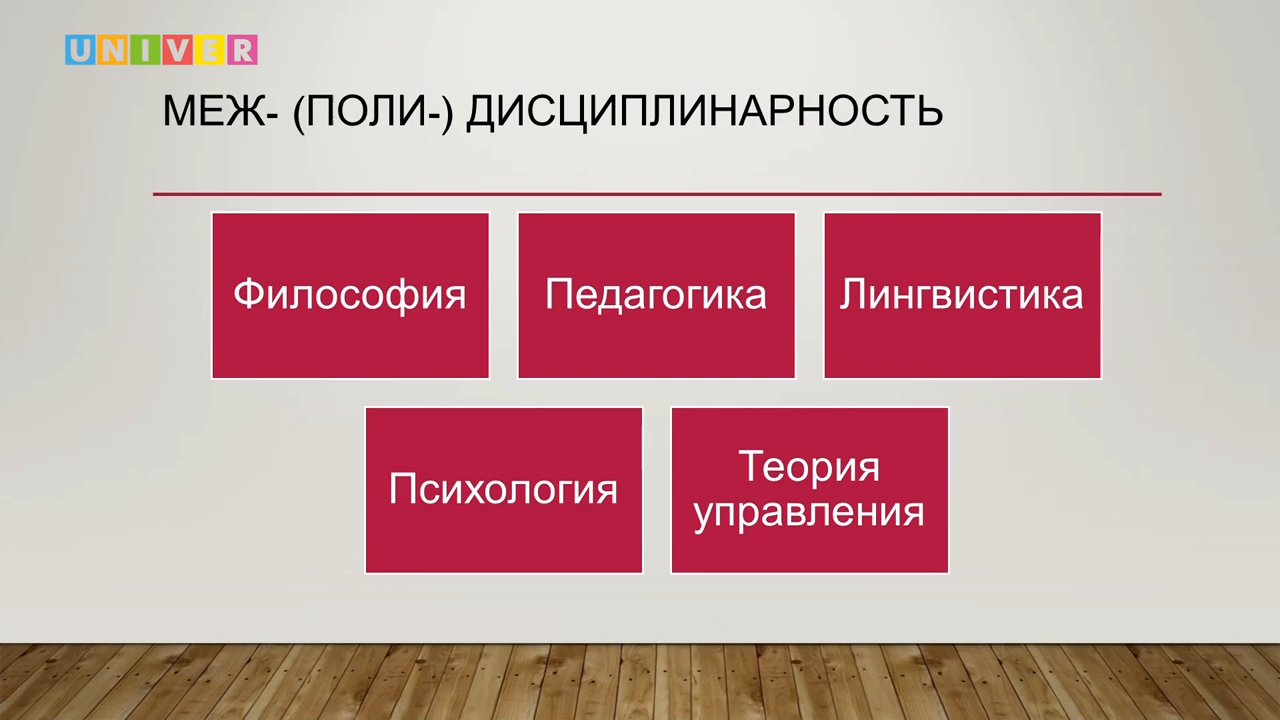 UNIVER
МЕЖ- (ПОЛИ-) ДИСЦИПЛИНАРНОСТЬ
Философия
Педагогика
Лингвистика
Психология
Теория
управления